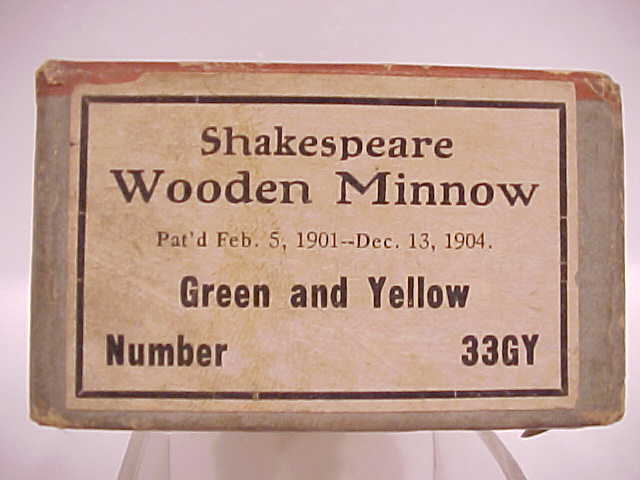 Shakespeare
Wooden Minnow
Pat'd Feb. 5, 1901--Dec. 13, 1904.
Green and Yellow
Number 33GY